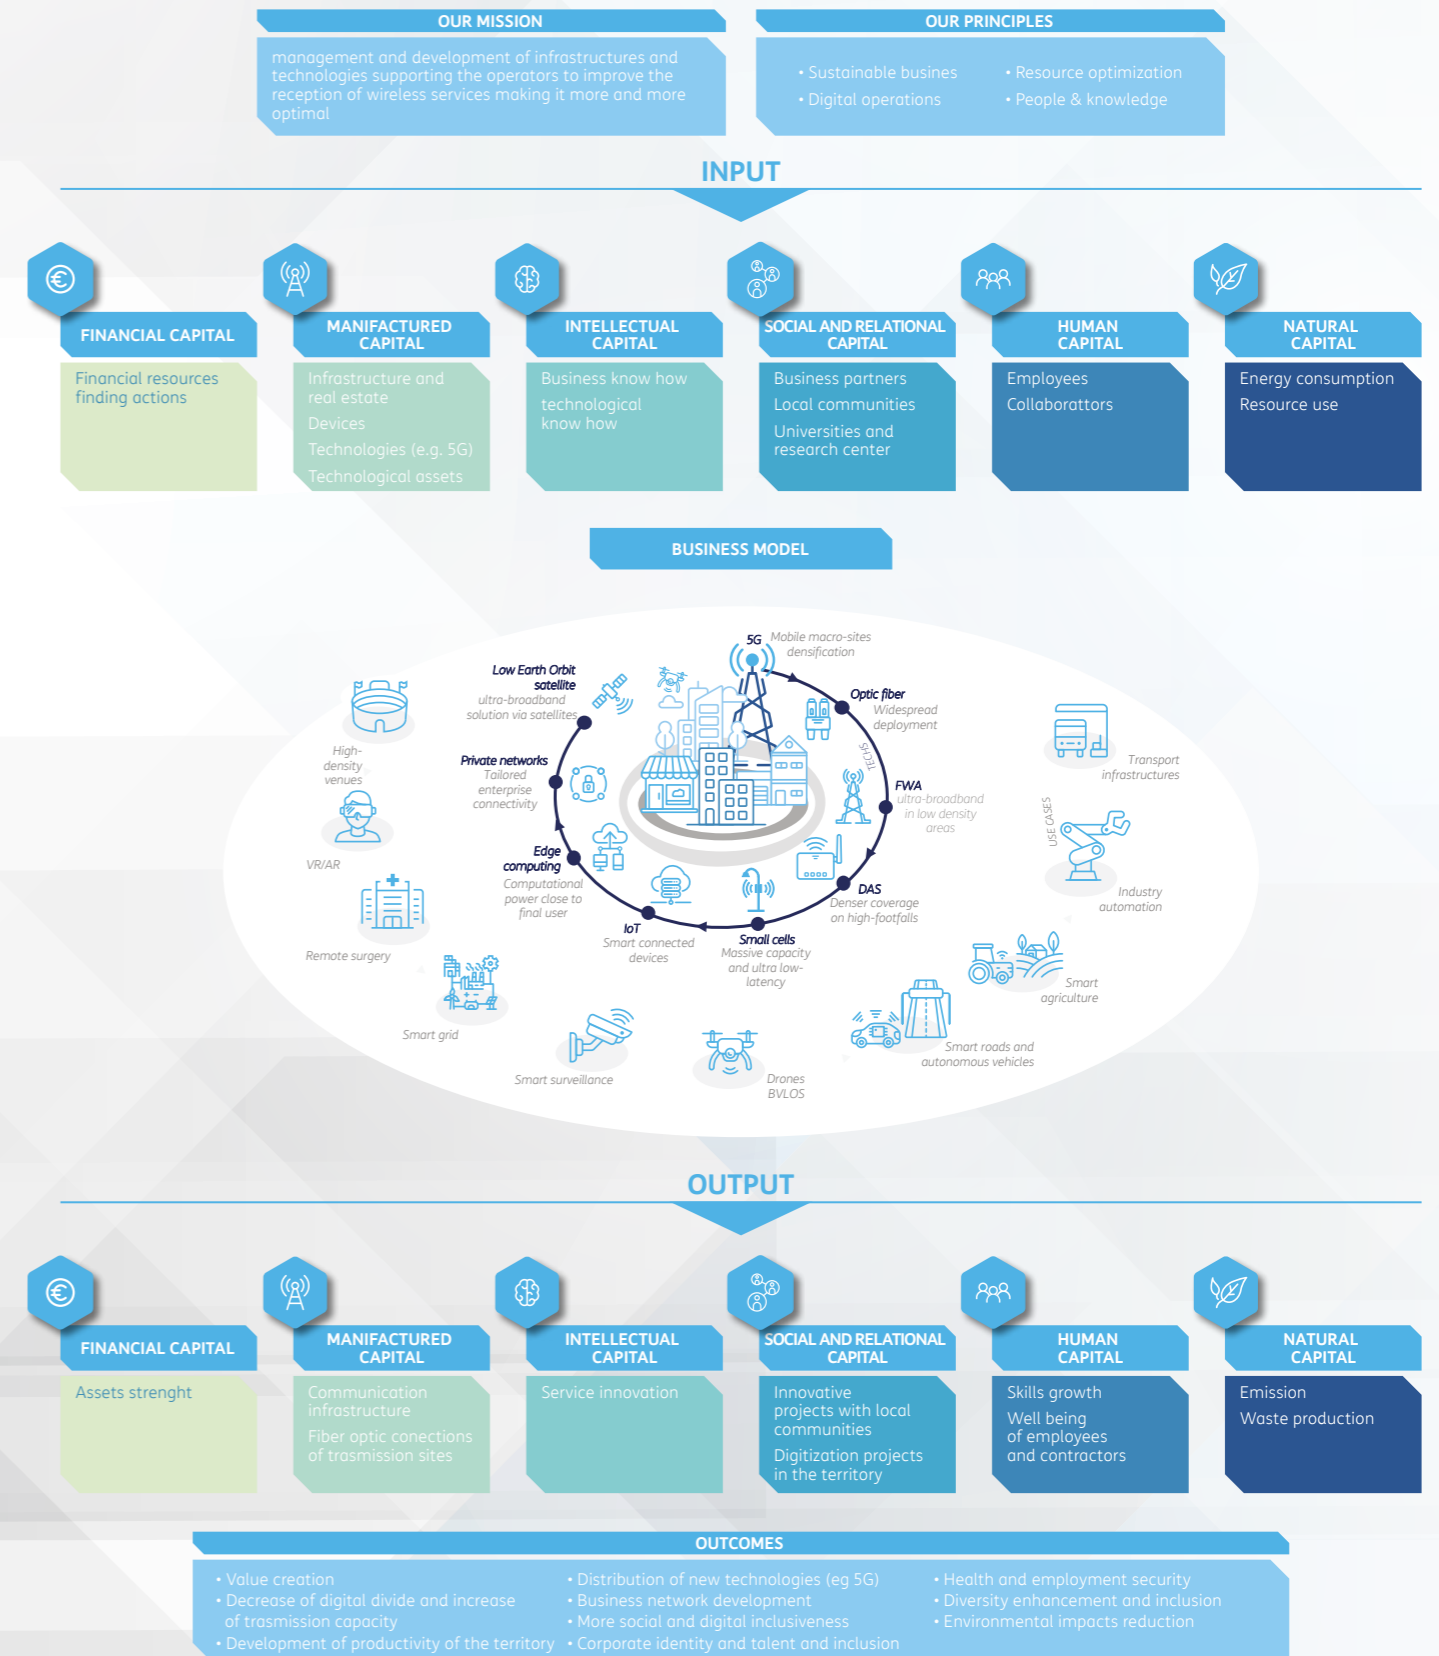 OUR MISSION
management and development of infrastructures and
technologies supporting the operators to improve the
reception of wireless services making it more and more
optimal
OUR PRINCIPLES
• Sustainable busines
• Digital operations
• Resource optimization
• People & knowledge
INPUT
FINANCIAL CAPITAL
Financial resources
finding actions
MANIFACTURED
CAPITAL
Infrastructure and
real estate
Devices
Technologies (e.g. 5G)
Technological assets
INTELLECTUAL
CAPITAL
Business know how
technological
know how
SOCIAL AND RELATIONAL
CAPITAL
Business partners
Local communities
Universities and
research center
HUMAN
CAPITAL
Employees
Collaborattors
NATURAL
CAPITAL
Energy consumption
Resource use
BUSINESS MODEL
5G
Mobile macro-sites
densification
Optic fiber
Widespread
deployment
TECHS
FWA
ultra-broadband
in low density
areas
DAS
Denser coverage
on high-footfalls
Small cells
Massive capacity
and ultra low-
latency
IoT
Smart connected
devices
Edge
computing
Computational
power close to
final user
Private networks
Tailored
enterprise
connectivity
Low Earth Orbit
satellite
ultra-broadband
solution via satellites
USE CASES
Transport
infrastructures
Industry
automation
Smart
agriculture
Smart roads and
autonomous vehicles
Drones
BVLOS
Smart surveillance
Smart grid
Remote surgery
VR/AR
High-
density
venues
OUTPUT
FINANCIAL CAPITAL
Assets strenght
MANIFACTURED
CAPITAL
Communication
infrastructure
Fiber optic conections
of trasmission sites
INTELLECTUAL
CAPITAL
Service innovation
SOCIAL AND RELATIONAL
CAPITAL
Innovative
projects with local
communities
Digitization projects
in the territory
HUMAN
CAPITAL
Skills growth
Well being
of employees
and contractors
NATURAL
CAPITAL
Emission
Waste production
OUTCOMES
• Value creation
• Decrease of digital divide and increase
of trasmission capacity
• Development of productivity of the territory
• Distribution of new technologies (eg 5G)
• Business network development
• More social and digital inclusiveness
• Corporate identity and talent and inclusion
• Health and employment security
• Diversity enhancement and inclusion
• Environmental impacts reduction